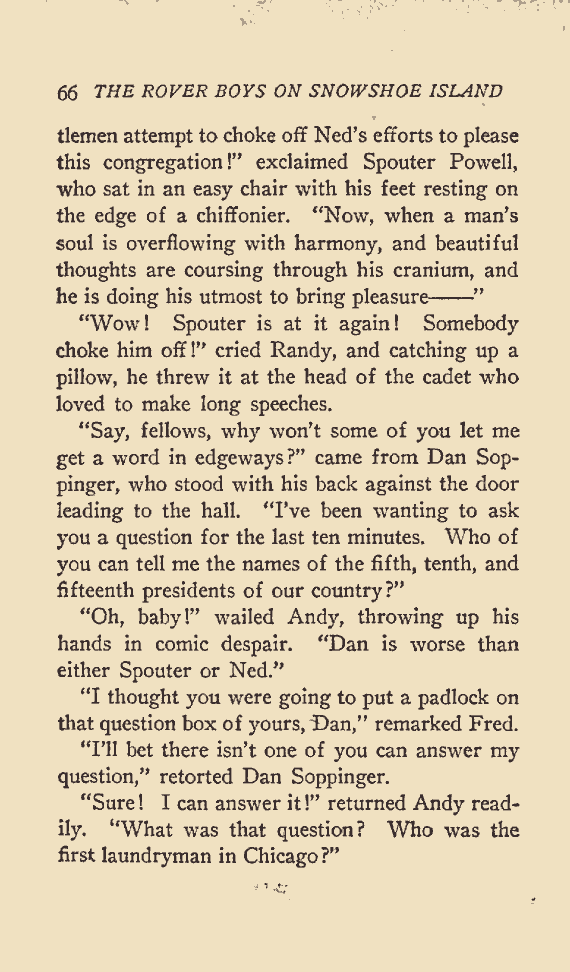 66 THE ROVER BOYS ON SNOWSHOE ISLAND
tlemen attempt to choke off Ned's efforts to please
this congregation!" exclaimed Spouter Powell,
who sat in an easy chair with his feet resting on
the edge of a chiffonier. "Now, when a man's
soul is overflowing with harmony, and beautiful
thoughts are coursing through his cranium, and
he is doing his utmost to bring pleasure——"
"Wow! Spouter is at it again! Somebody
choke him off!" cried Randy, and catching up a
pillow, he threw it at the head of the cadet who
loved to make long speeches.
"Say, fellows, why won't some of you let me
get a word in edgeways?" came from Dan Sop-
pinger, who stood with his back against the door
leading to the hall. "I've been wanting to ask
you a question for the last ten minutes. Who of
you can tell me the names of the fifth, tenth, and
fifteenth presidents of our country?"
"Oh, baby!" wailed Andy, throwing up his
hands in comic despair. "Dan is worse than
either Spouter or Ned."
"I thought you were going to put a padlock on
that question box of yours, Dan," remarked Fred.
"I'll bet there isn't one of you can answer my
question," retorted Dan Soppinger.
"Sure! I can answer it!" returned Andy read-
ily. "What was that question? Who was the
first laundryman in Chicago?"